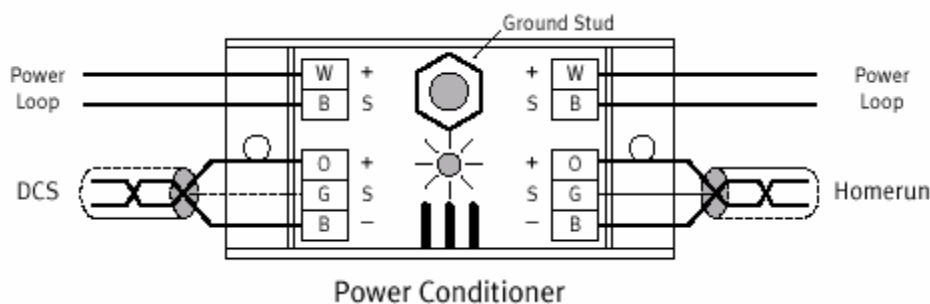 Ground Stud
Power W + + W Power
Loop B S S B Loop
O + + O
DCS G S S G Homerun
B – – B
Power Conditioner